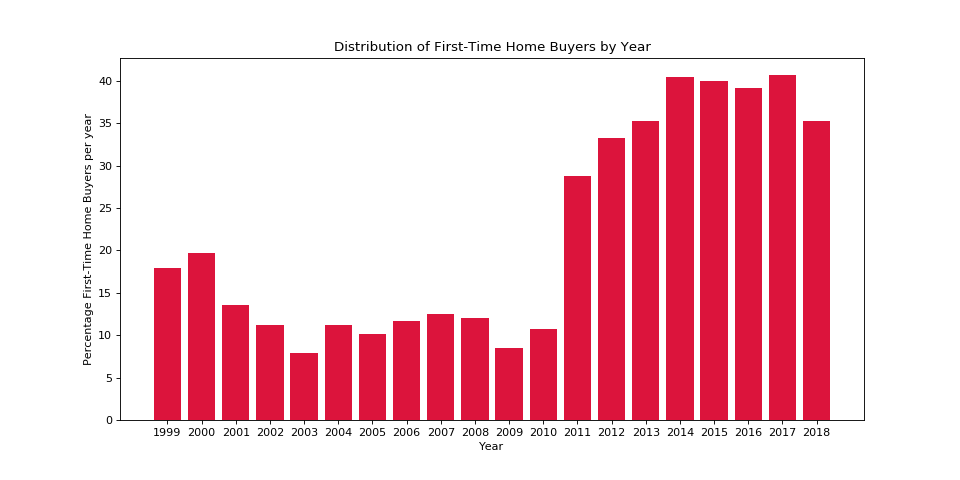 Distribution of First-Time Home Buyers by Year
Percentage First-Time Home Buyers per year
40
35
30
25
20
15
10
5
0
1999 2000 2001 2002 2003 2004 2005 2006 2007 2008 2009 2010 2011 2012 2013 2014 2015 2016 2017 2018
Year